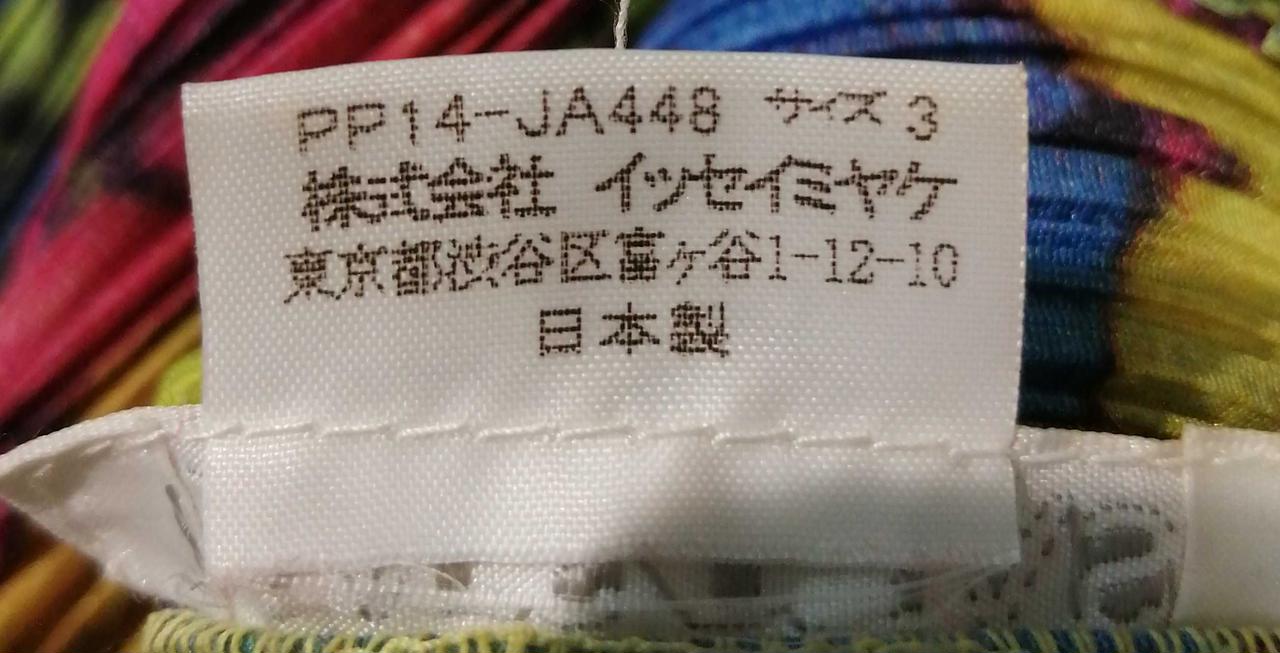 PP14-JA448 サイズ 3
株式会社 イッセイミヤケ
東京都渋谷区富ヶ谷1-12-10
日本製